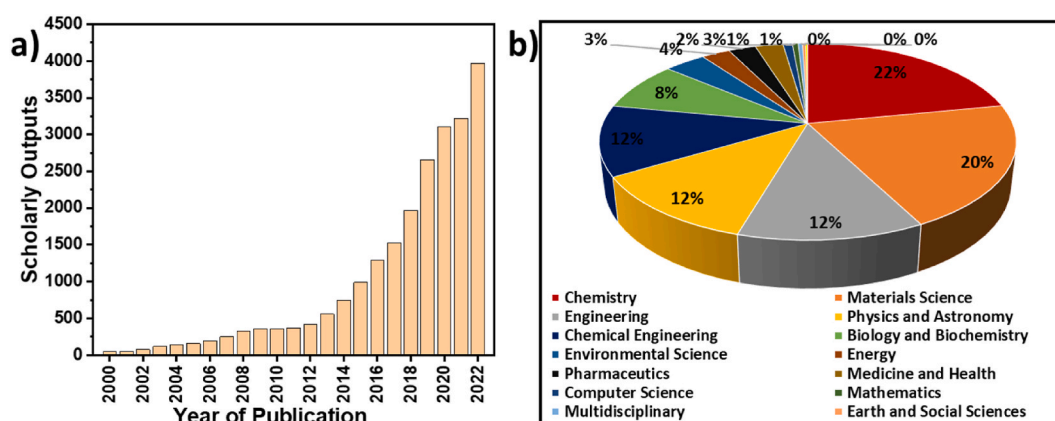 a)
4500
4000
3500
3000
2500
2000
1500
1000
500
0
Scholarly Outputs
2000
2002
2004
2006
2008
2010
2012
2014
2016
2018
2020
2022
Year of Publication
b)
3% 4% 2% 3% 1% 1% 0% 0% 0%
22%
8%
12%
20%
12%
12%
Chemistry
Materials Science
Engineering
Physics and Astronomy
Chemical Engineering
Biology and Biochemistry
Environmental Science
Energy
Pharmaceutics
Medicine and Health
Computer Science
Mathematics
Multidisciplinary
Earth and Social Sciences